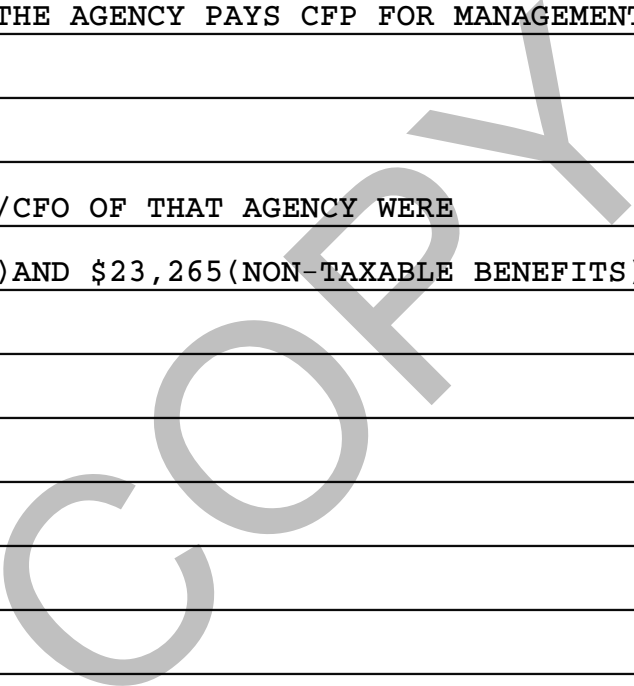 THE AGENCY PAYS CFP FOR MANAGEMENT
/CFO OF THAT AGENCY WERE
)AND $23,265(NON-TAXABLE BENEFITS)
COPY